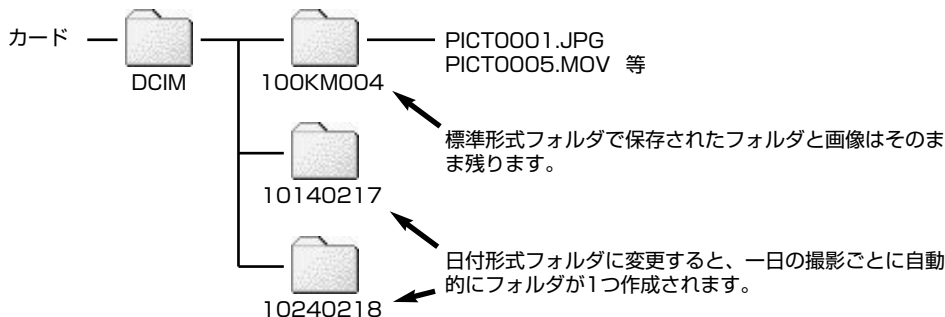 カード
DCIM
100KM004
PICT0001.JPG
PICT0005.MOV 等
標準形式フォルダで保存されたフォルダと画像はそのま
ま残ります。
10140217
日付形式フォルダに変更すると、一日の撮影ごとに自動
的にフォルダが1つ作成されます。
10240218